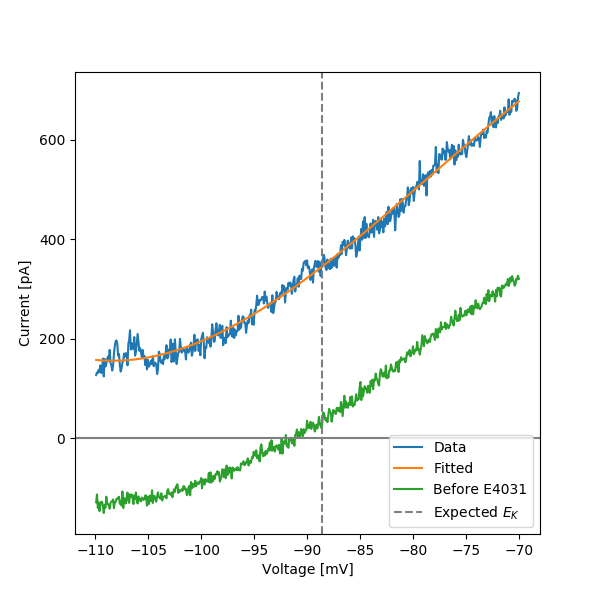 600
400
200
0
Current [pA]
Data
Fitted
Before E4031
Expected E_K
−110 −105 −100 −95 −90 −85 −80 −75 −70
Voltage [mV]